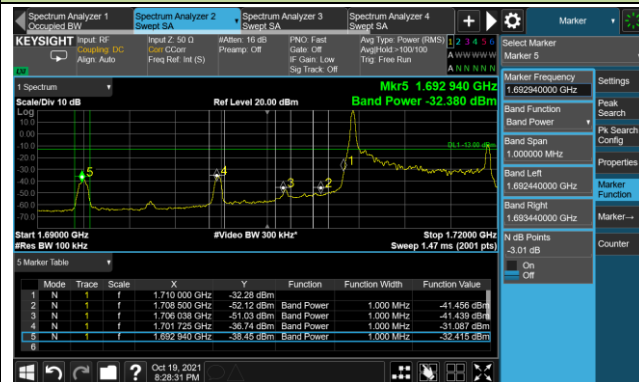 Spectrum Analyzer 1
Occupied BW
Spectrum Analyzer 2
Swept SA
Spectrum Analyzer 3
Swept SA
Spectrum Analyzer 4
Swept SA
Marker
KEYSIGHT
Input: RF
Coupling: DC
Align: Auto
Input Z: 50 Ω
Corr CCorr
Freq Ref: Int (S)
#Atten: 16 dB
Preamp: Off
PNO: Fast
Gate: Off
IF Gain: Low
Sig Track: Off
Avg Type: Power (RMS)
Avg|Hold:>100/100
Trig: Free Run
1 2 3 4 5 6
A W W W W W
A N N N N N
Select Marker
Marker 5
1 Spectrum
Scale/Div 10 dB
Ref Level 20.00 dBm
Mkr5 1.692 940 GHz
Band Power -32.380 dBm
Log
10.0
0.00
-10.0
-20.0
-30.0
-40.0
-50.0
-60.0
-70.0
DL1 -13.00 dBm
5
4
3
2
1
Start 1.69000 GHz
#Res BW 100 kHz
#Video BW 300 kHz*
Stop 1.72000 GHz
Sweep 1.47 ms (2001 pts)
5 Marker Table
Mode Trace Scale X Y Function Function Width Function Value
1 N 1 f 1.710 000 GHz -32.28 dBm
2 N 1 f 1.708 500 GHz -52.12 dBm Band Power 1.000 MHz -41.456 dBm
3 N 1 f 1.706 038 GHz -51.03 dBm Band Power 1.000 MHz -41.439 dBm
4 N 1 f 1.701 725 GHz -36.74 dBm Band Power 1.000 MHz -31.087 dBm
5 N 1 f 1.692 940 GHz -38.45 dBm Band Power 1.000 MHz -32.415 dBm
6
Marker Frequency
1.692940000 GHz
Band Function
Band Power
Band Span
1.000000 MHz
Band Left
1.692440000 GHz
Band Right
1.693440000 GHz
N dB Points
-3.01 dB
On
Off
Settings
Peak
Search
Pk Search
Config
Properties
Marker
Function
Marker→
Counter
?
Oct 19, 2021
8:28:31 PM